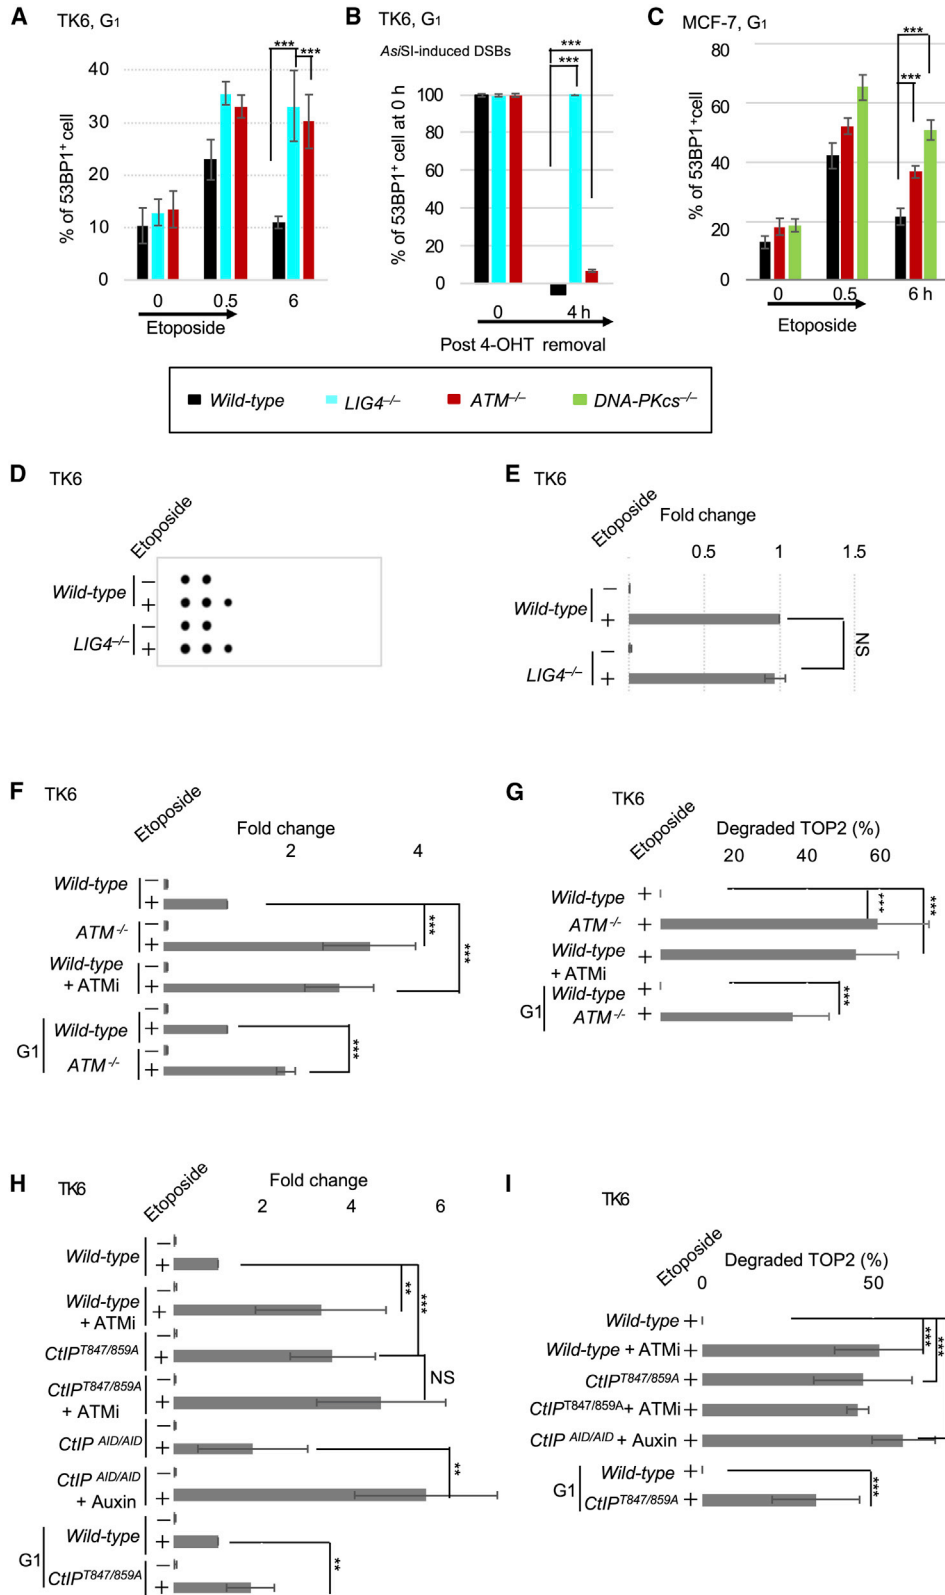 A TK6, G1
% of 53BP1+ cell
40
30
20
10
0
*** ***
0 0.5 6
Etoposide
B TK6, G1
AsiSI-induced DSBs
% of 53BP1+ cell at 0 h
100
80
60
40
20
0
***
***
0 4 h
Post 4-OHT removal
C MCF-7, G1
% of 53BP1+cell
80
60
40
20
0
***
***
0 0.5 6 h
Etoposide
Wild-type LIG4–/– ATM–/– DNA-PKcs–/–
D TK6
Etoposide
Wild-type − +
LIG4–/– − +
E TK6
Etoposide
Fold change
0.5 1 1.5
Wild-type − +
LIG4–/– − +
NS
F TK6
Etoposide
Fold change
2 4
Wild-type − +
ATM-/- − +
Wild-type + ATMi − +
G1
Wild-type − +
ATM-/- − +
***
***
***
G TK6
Etoposide
Degraded TOP2 (%)
20 40 60
Wild-type +
ATM-/- +
Wild-type +
+ ATMi
G1
Wild-type +
ATM-/- +
***
***
***
H TK6
Etoposide
Fold change
2 4 6
Wild-type − +
Wild-type + ATMi − +
CtIPT847/859A − +
CtIPT847/859A + ATMi − +
CtIP AID/AID − +
CtIP AID/AID + Auxin − +
G1
Wild-type − +
CtIPT847/859A − +
**
***
NS
**
**
I TK6
Etoposide
Degraded TOP2 (%)
0 50
Wild-type +
Wild-type + ATMi +
CtIPT847/859A +
CtIPT847/859A+ ATMi +
CtIP AID/AID + Auxin +
G1
Wild-type +
CtIPT847/859A +
***
***
***